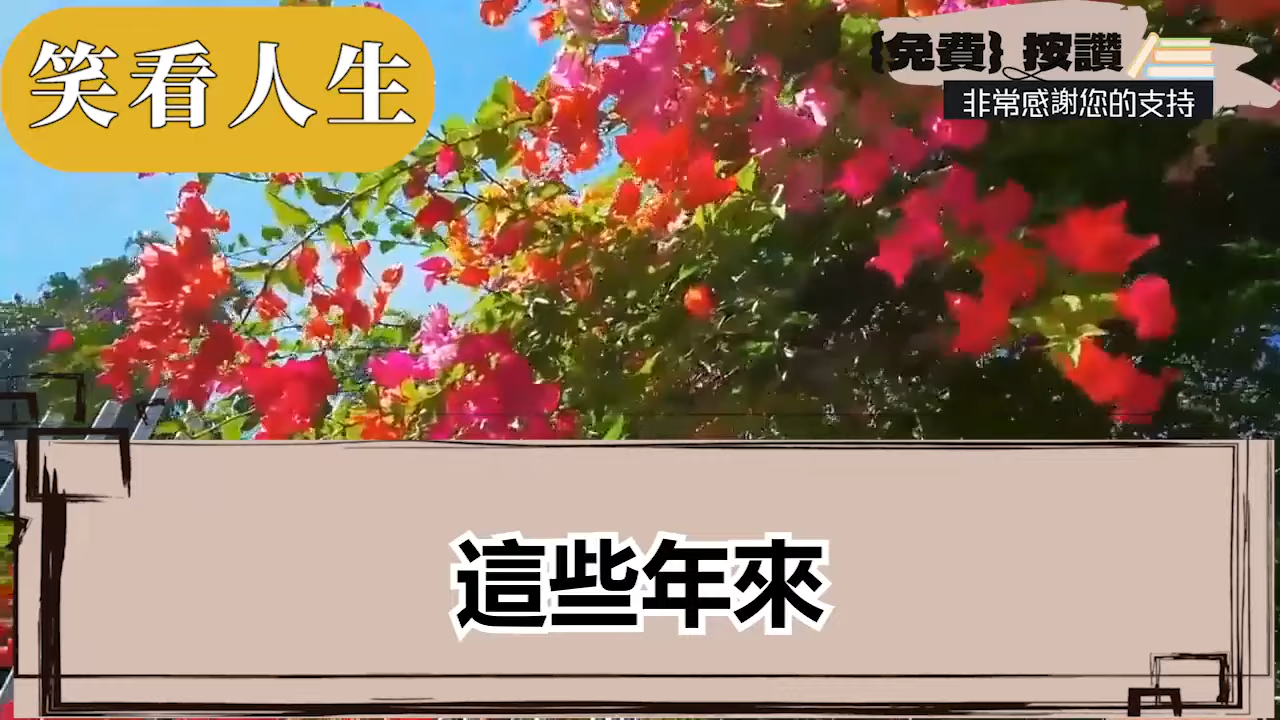 笑看人生
{免費} 按讚
非常感謝您的支持
這些年來